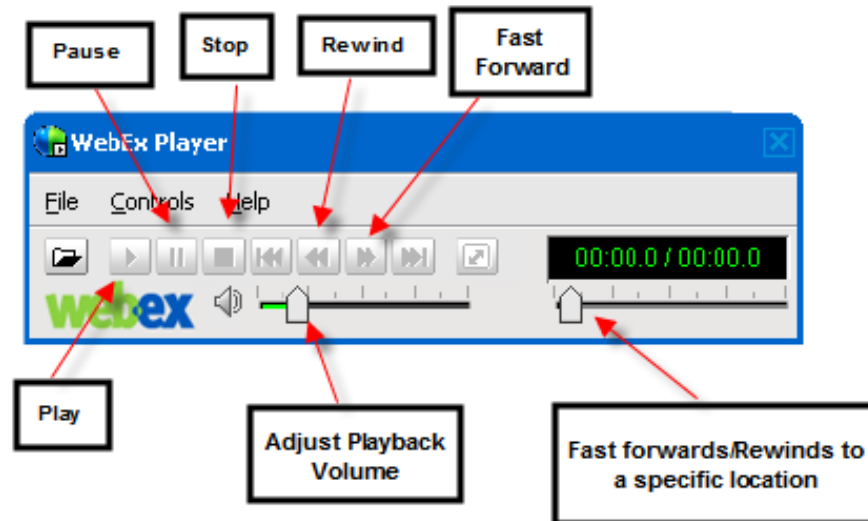 Pause
Stop
Rewind
Fast
Forward
WebEx Player
File Controls Help
00:00.0 / 00:00.0
webex
Play
Adjust Playback
Volume
Fast forwards/Rewinds to
a specific location